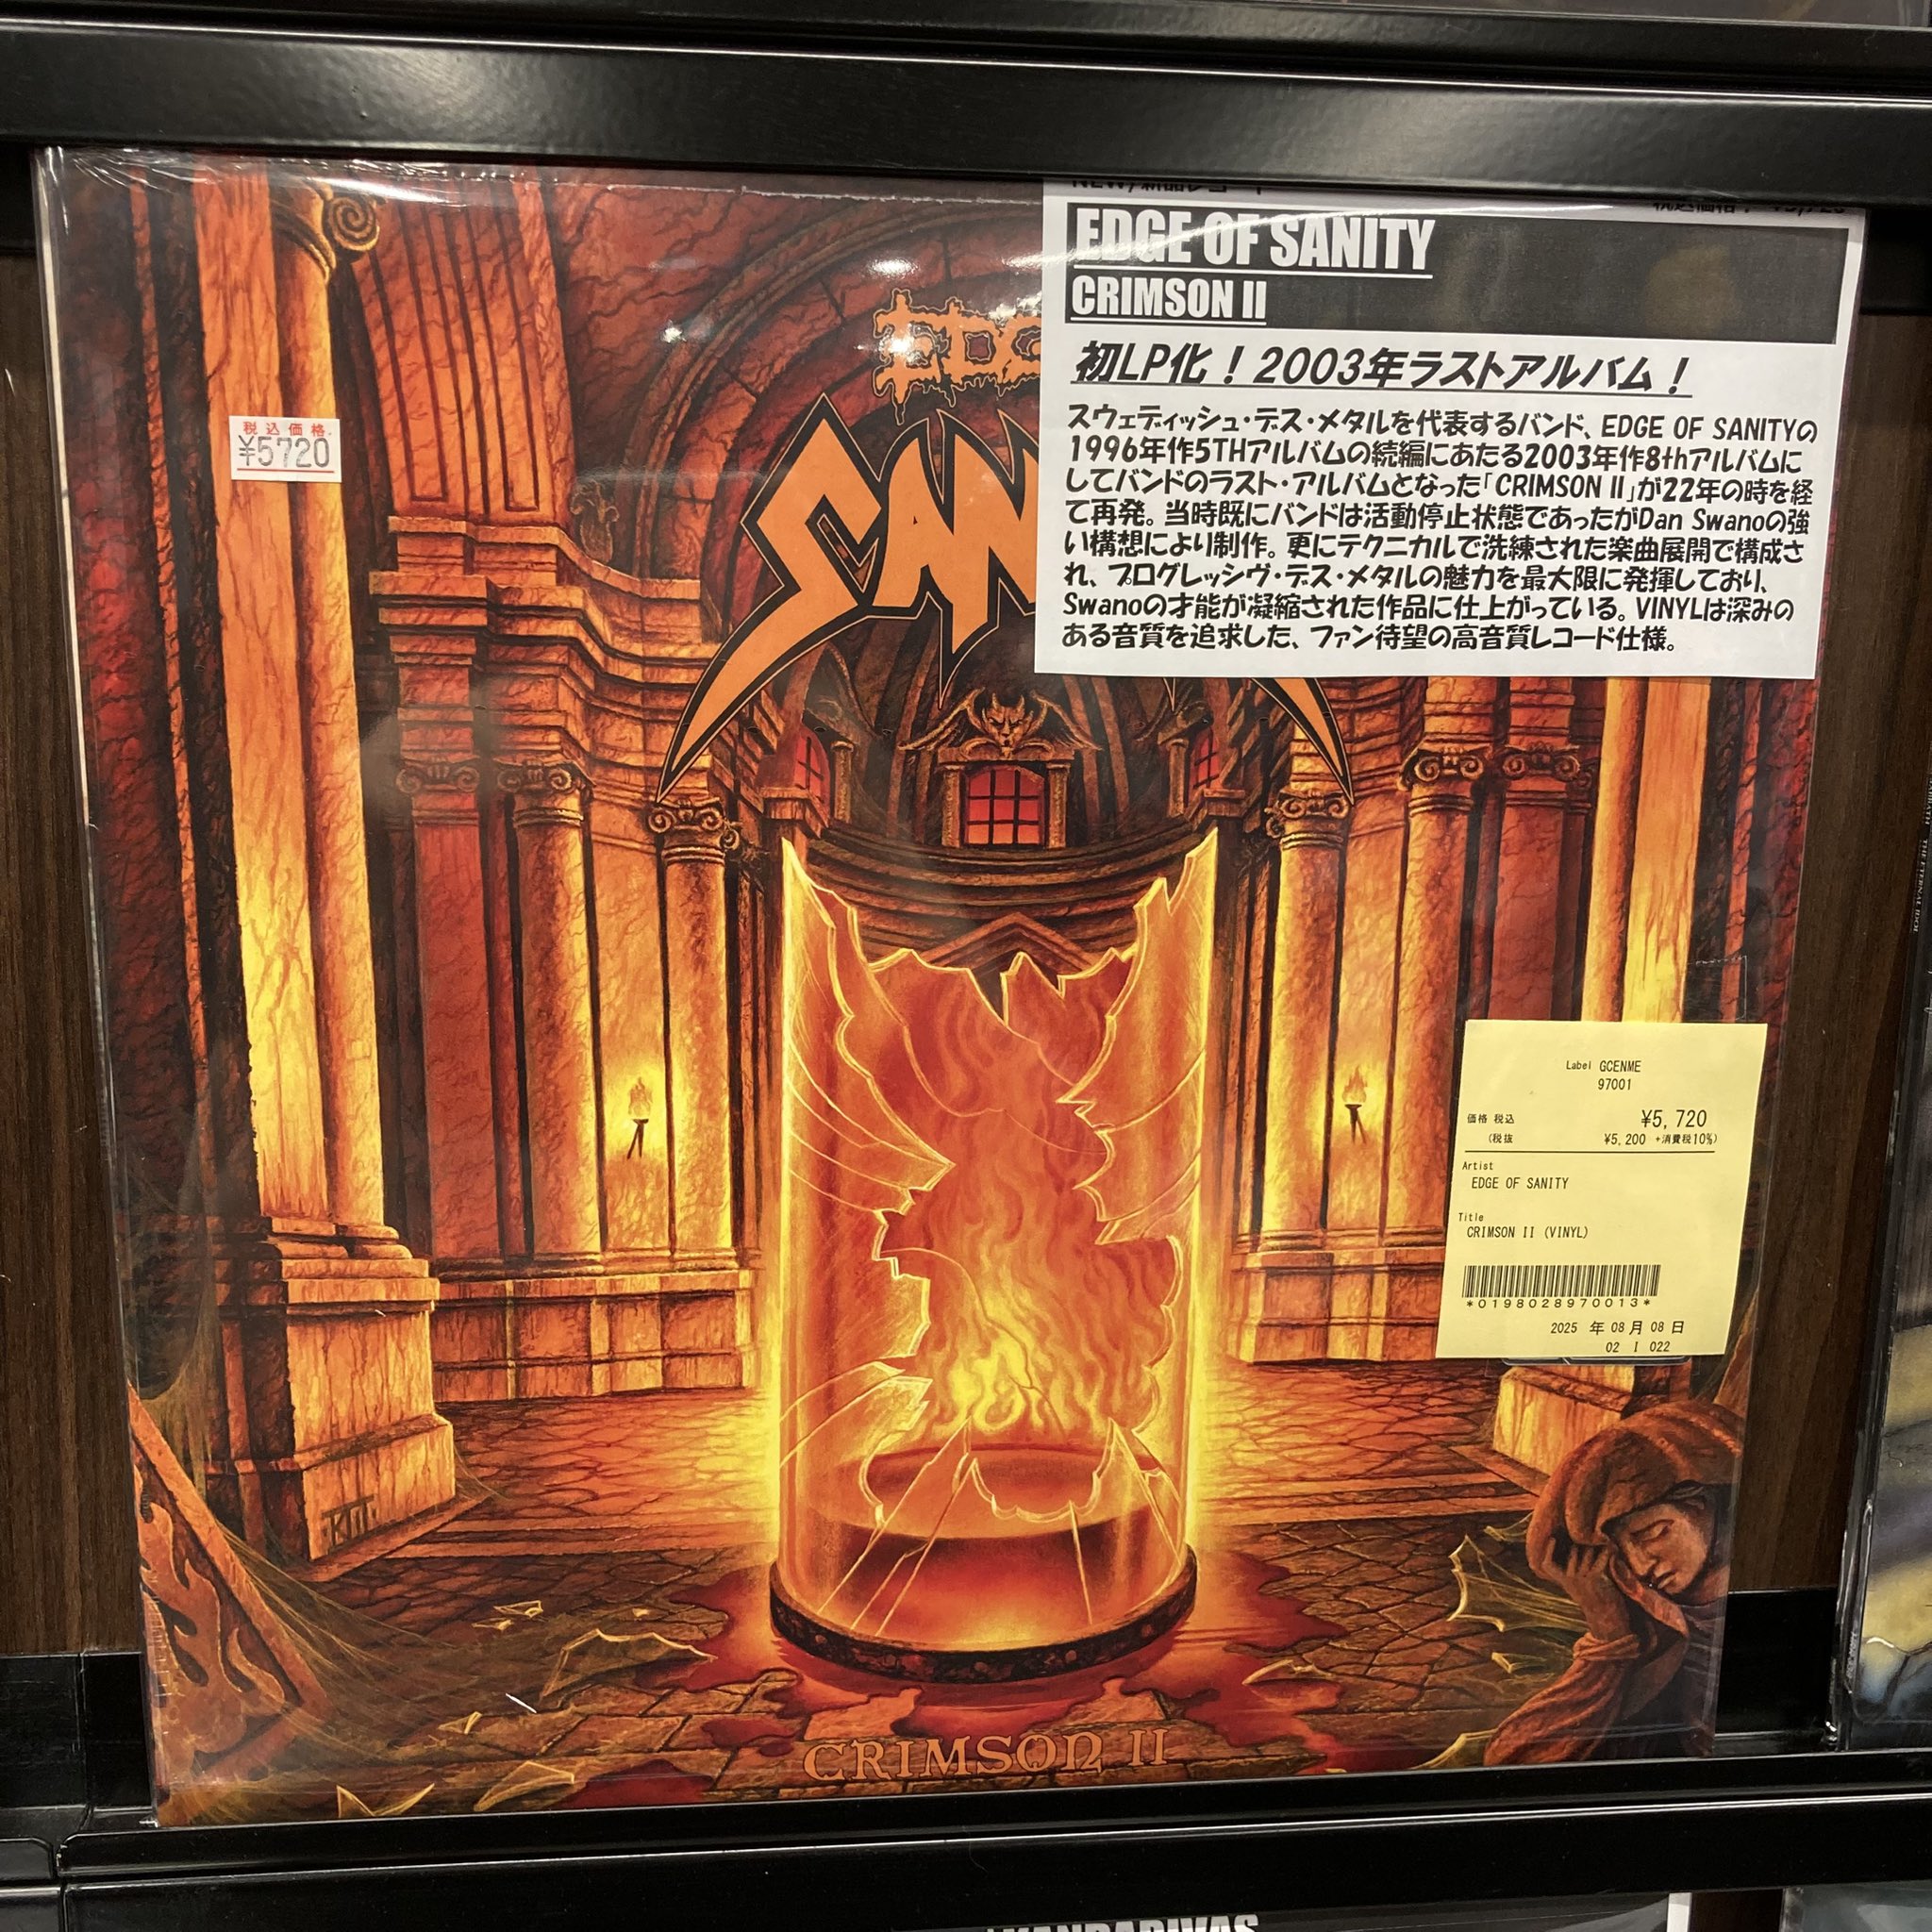 EDGE OF SANITY
CRIMSON II
初LP化！2003年ラストアルバム！
スウェディッシュ・デス・メタルを代表するバンド、EDGE OF SANITYの
1996年作5THアルバムの続編にあたる2003年作8thアルバムに
してバンドのラスト・アルバムとなった「CRIMSON II」が22年の時を経
て再発。当時既にバンドは活動停止状態であったがDan Swanoの強
い構想により制作。更にテクニカルで洗練された楽曲展開で構成さ
れ、プログレッシヴ・デス・メタルの魅力を最大限に発揮しており、
Swanoの才能が凝縮された作品に仕上がっている。VINYLは深みの
ある音質を追求した、ファン待望の高音質レコード仕様。
税込価格
¥5720
EDG
SAN
Label GCENME
97001
価格 税込 ¥5,720
(税抜 ¥5,200 +消費税10%)
Artist
EDGE OF SANITY
Title
CRIMSON II (VINYL)
*0198028970013*
2025 年 08 月 08 日
02 I 022
CRIMSON II